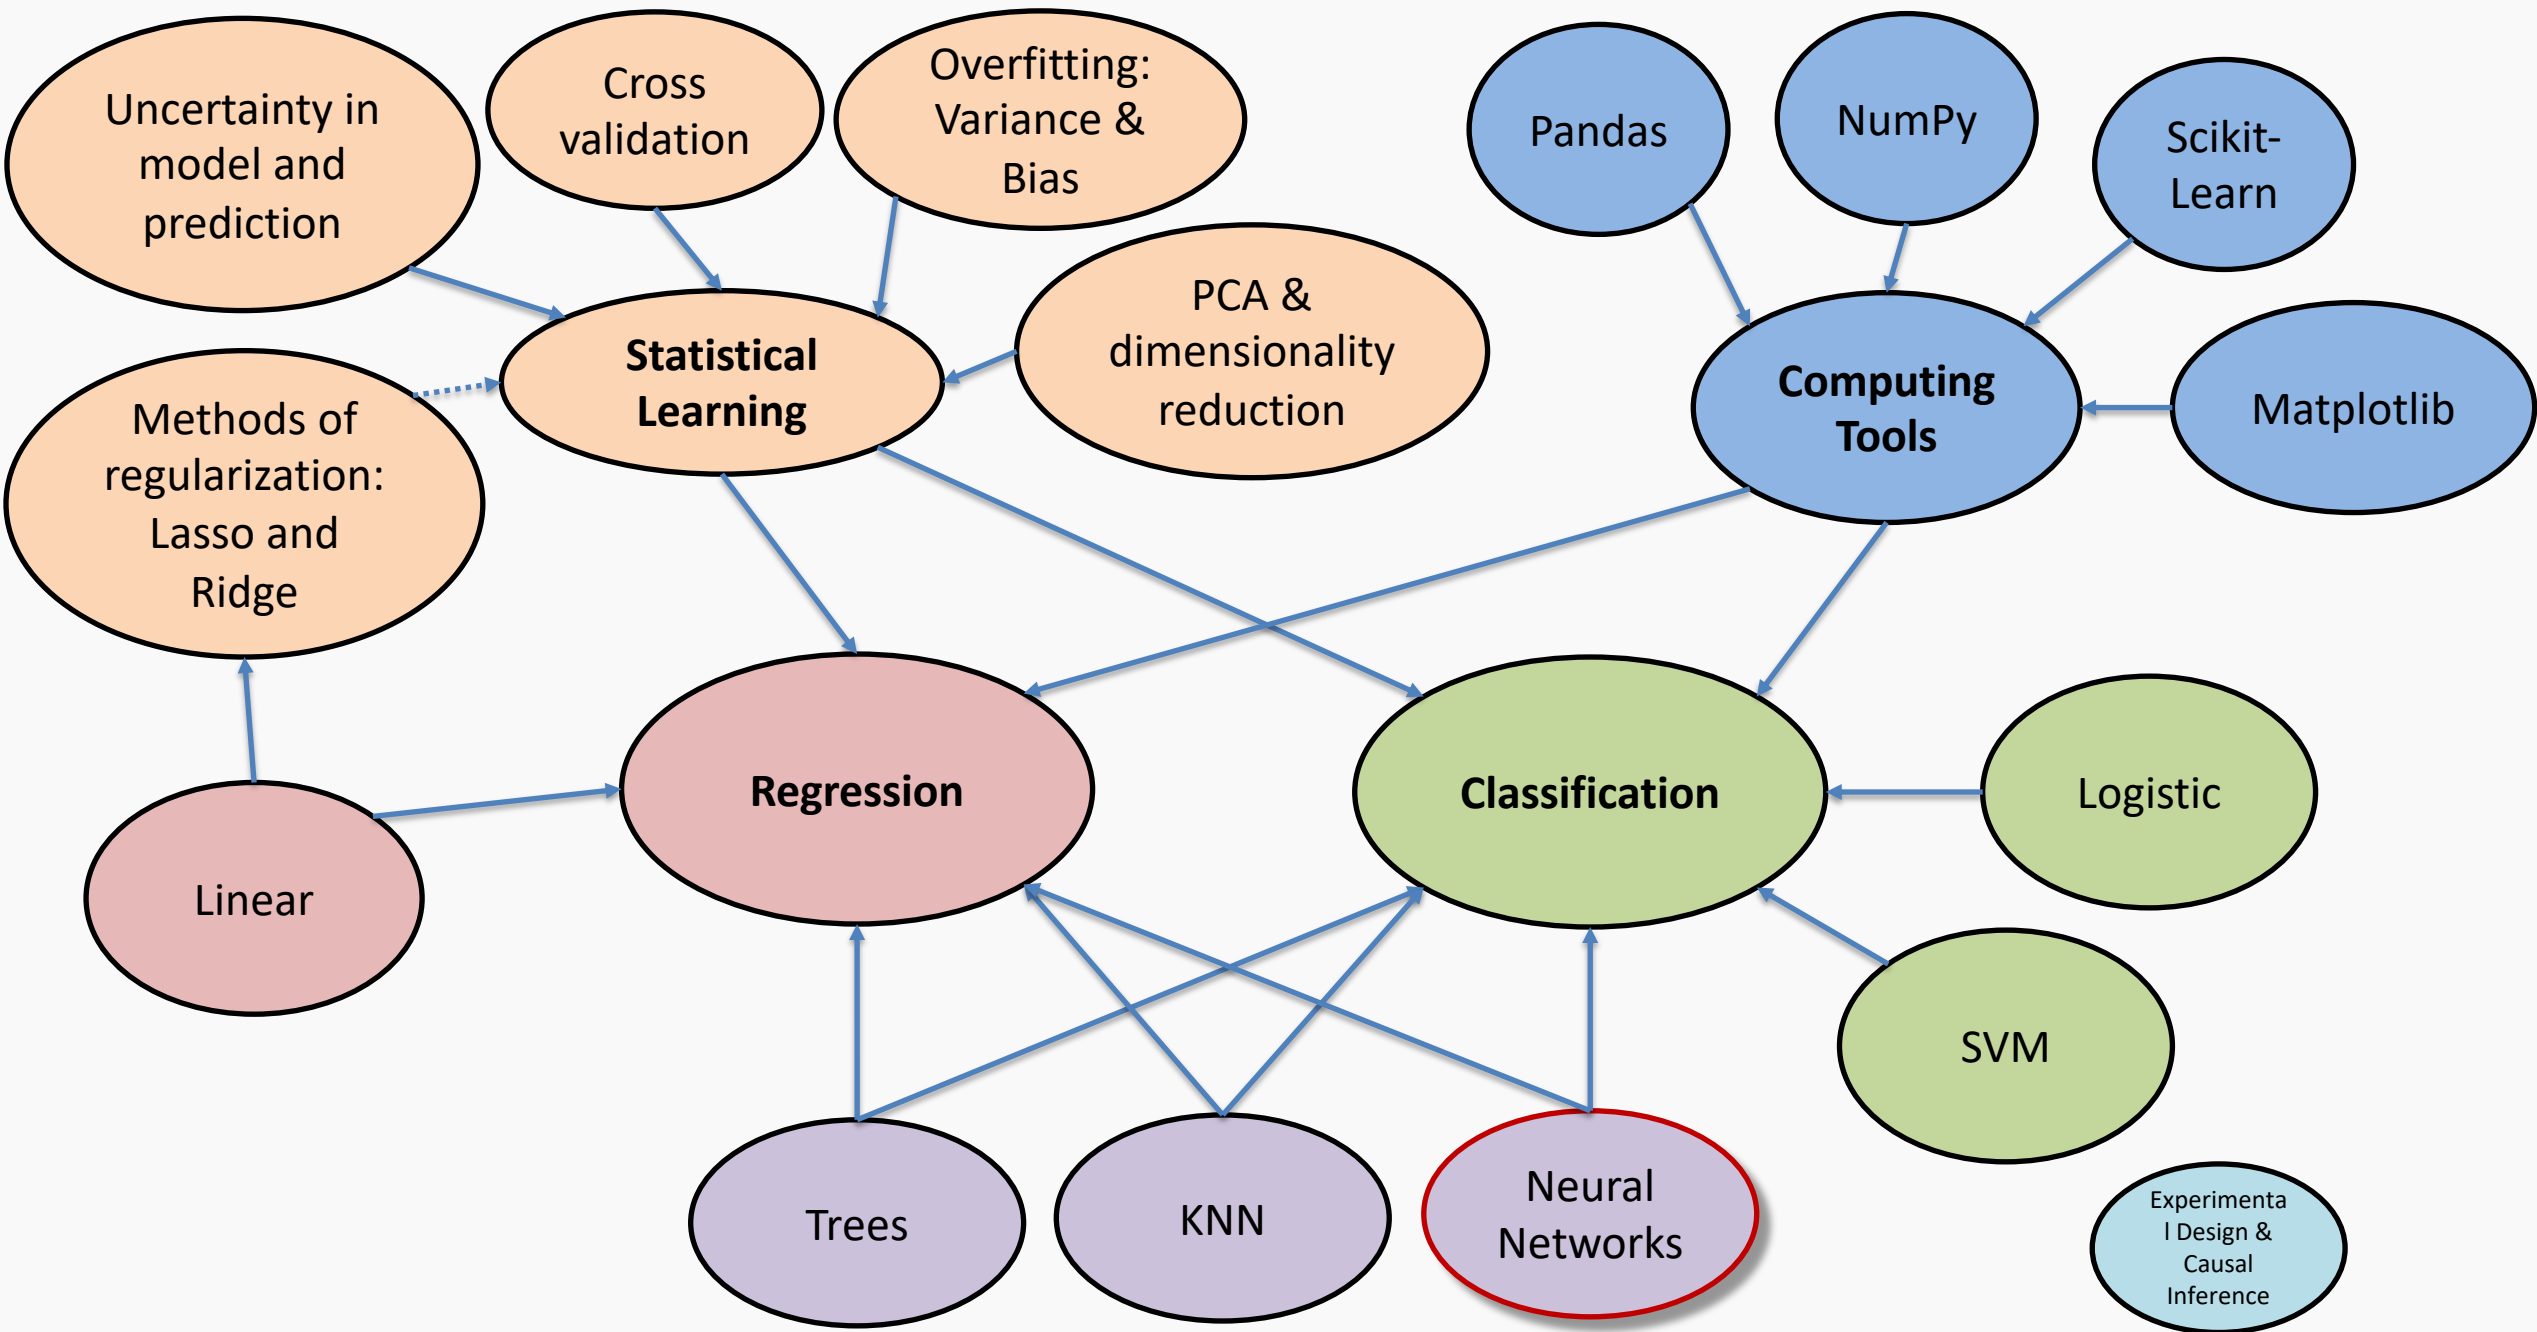 Uncertainty in
model and
prediction
Cross
validation
Overfitting:
Variance &
Bias
Pandas
NumPy
Scikit-
Learn
PCA &
dimensionality
reduction
Statistical
Learning
Computing
Tools
Matplotlib
Methods of
regularization:
Lasso and
Ridge
Regression
Classification
Logistic
Linear
SVM
Trees
KNN
Neural
Networks
Experimenta
l Design &
Causal
Inference